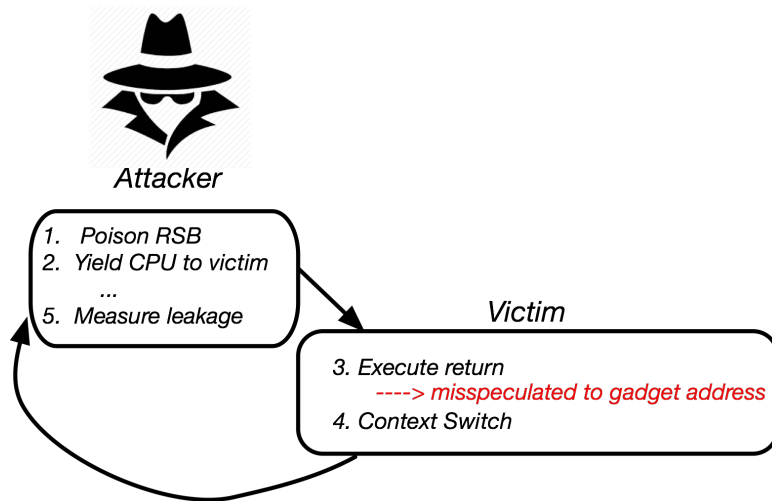 Attacker
1. Poison RSB
2. Yield CPU to victim
...
5. Measure leakage
Victim
3. Execute return
----> misspeculated to gadget address
4. Context Switch